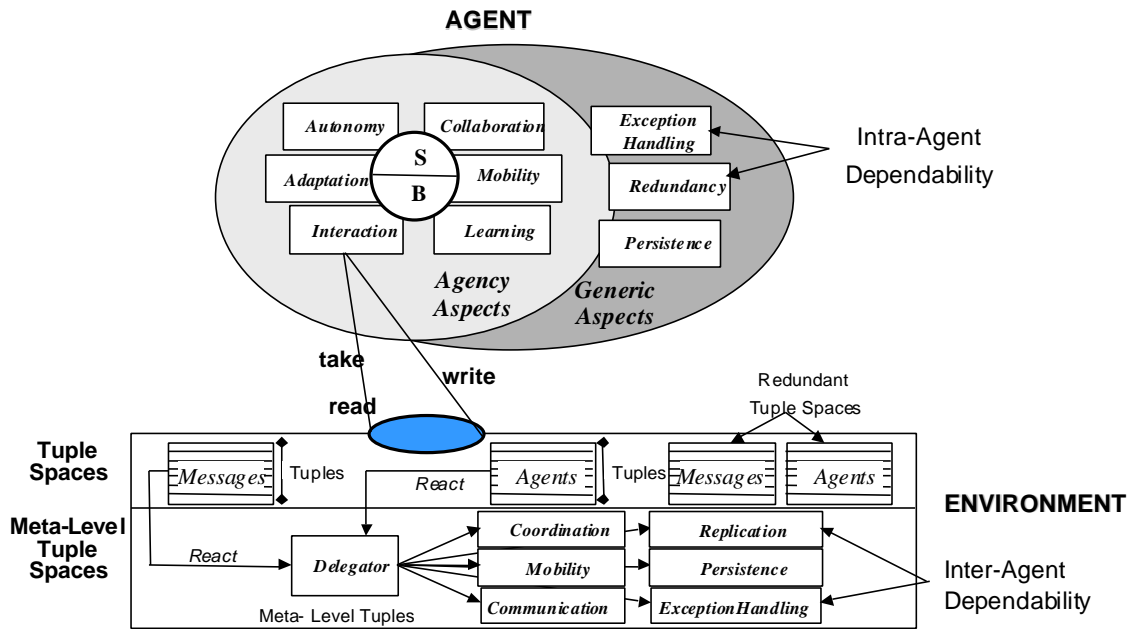 AGENT
Autonomy
Collaboration
Exception
Handling
Intra-Agent
Dependability
S
B
Adaptation
Mobility
Redundancy
Interaction
Learning
Persistence
Agency
Aspects
Generic
Aspects
take
write
read
Redundant
Tuple Spaces
Tuple
Spaces
Messages
Tuples
React
Agents
Tuples
Messages
Agents
ENVIRONMENT
Meta-Level
Tuple
Spaces
React
Delegator
Coordination
Replication
Mobility
Persistence
Communication
ExceptionHandling
Meta- Level Tuples
Inter-Agent
Dependability